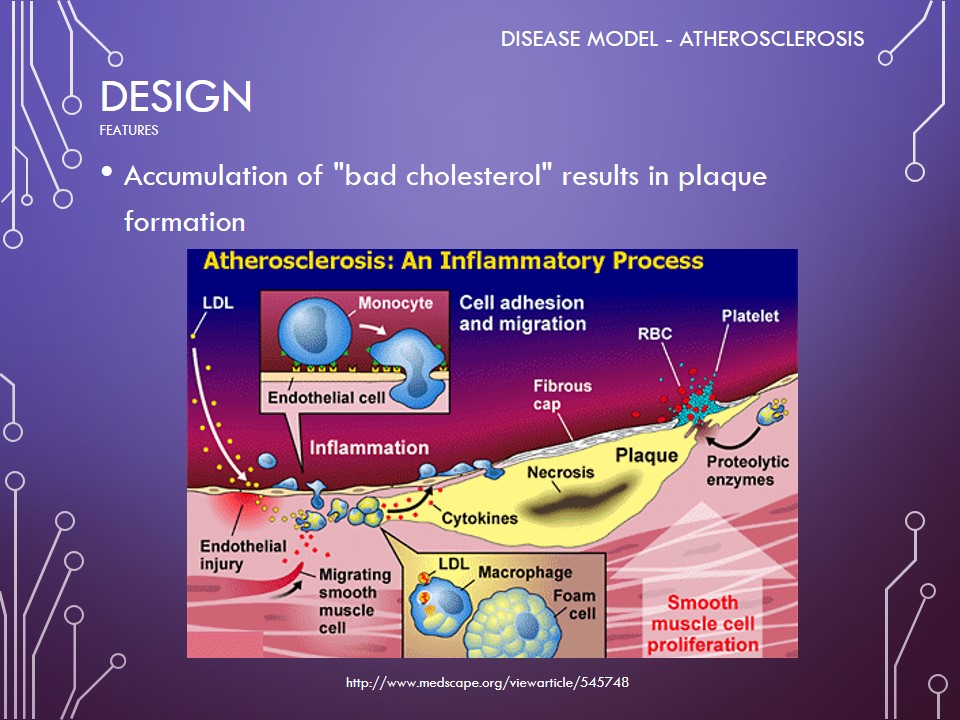 DISEASE MODEL - ATHEROSCLEROSIS
DESIGN
FEATURES
• Accumulation of "bad cholesterol" results in plaque
formation
Atherosclerosis: An Inflammatory Process
LDL
Monocyte
Endothelial cell
Cell adhesion
and migration
RBC
Platelet
Fibrous
cap
Inflammation
Plaque
Necrosis
Proteolytic
enzymes
Cytokines
Endothelial
injury
Migrating
smooth
muscle
cell
LDL
Macrophage
Foam
cell
Smooth
muscle cell
proliferation
http://www.medscape.org/viewarticle/545748